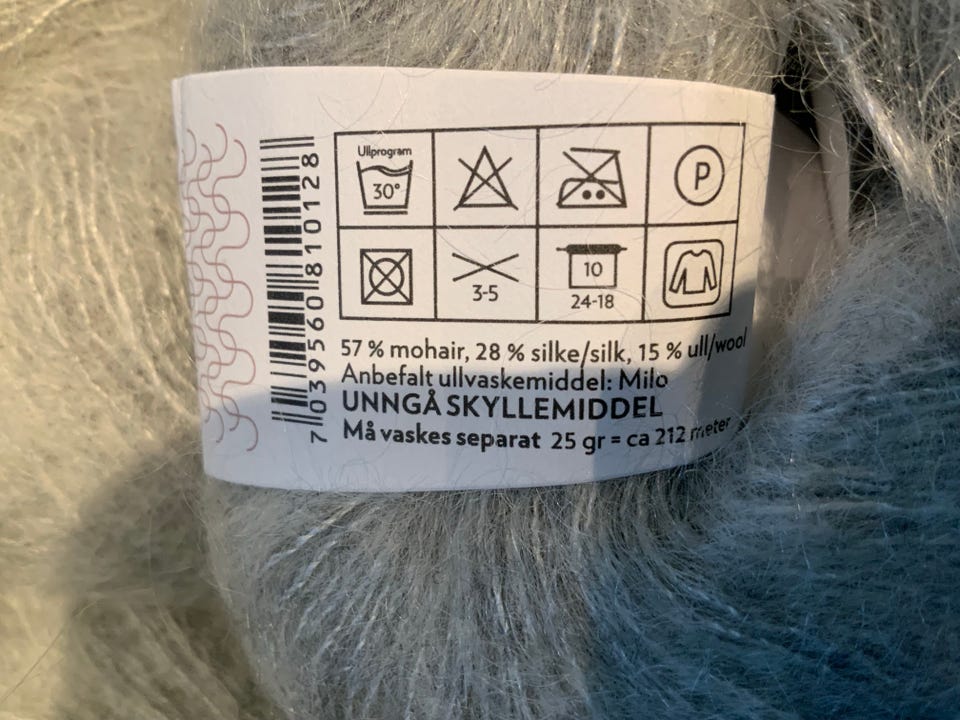 Ullprogram
30°
P
3-5
10
24-18
57 % mohair, 28 % silke/silk, 15 % ull/wool
Anbefalt ullvaskemiddel: Milo
UNNGÅ SKYLLEMIDDEL
Må vaskes separat 25 gr = ca 212 meter
7 039560 810128